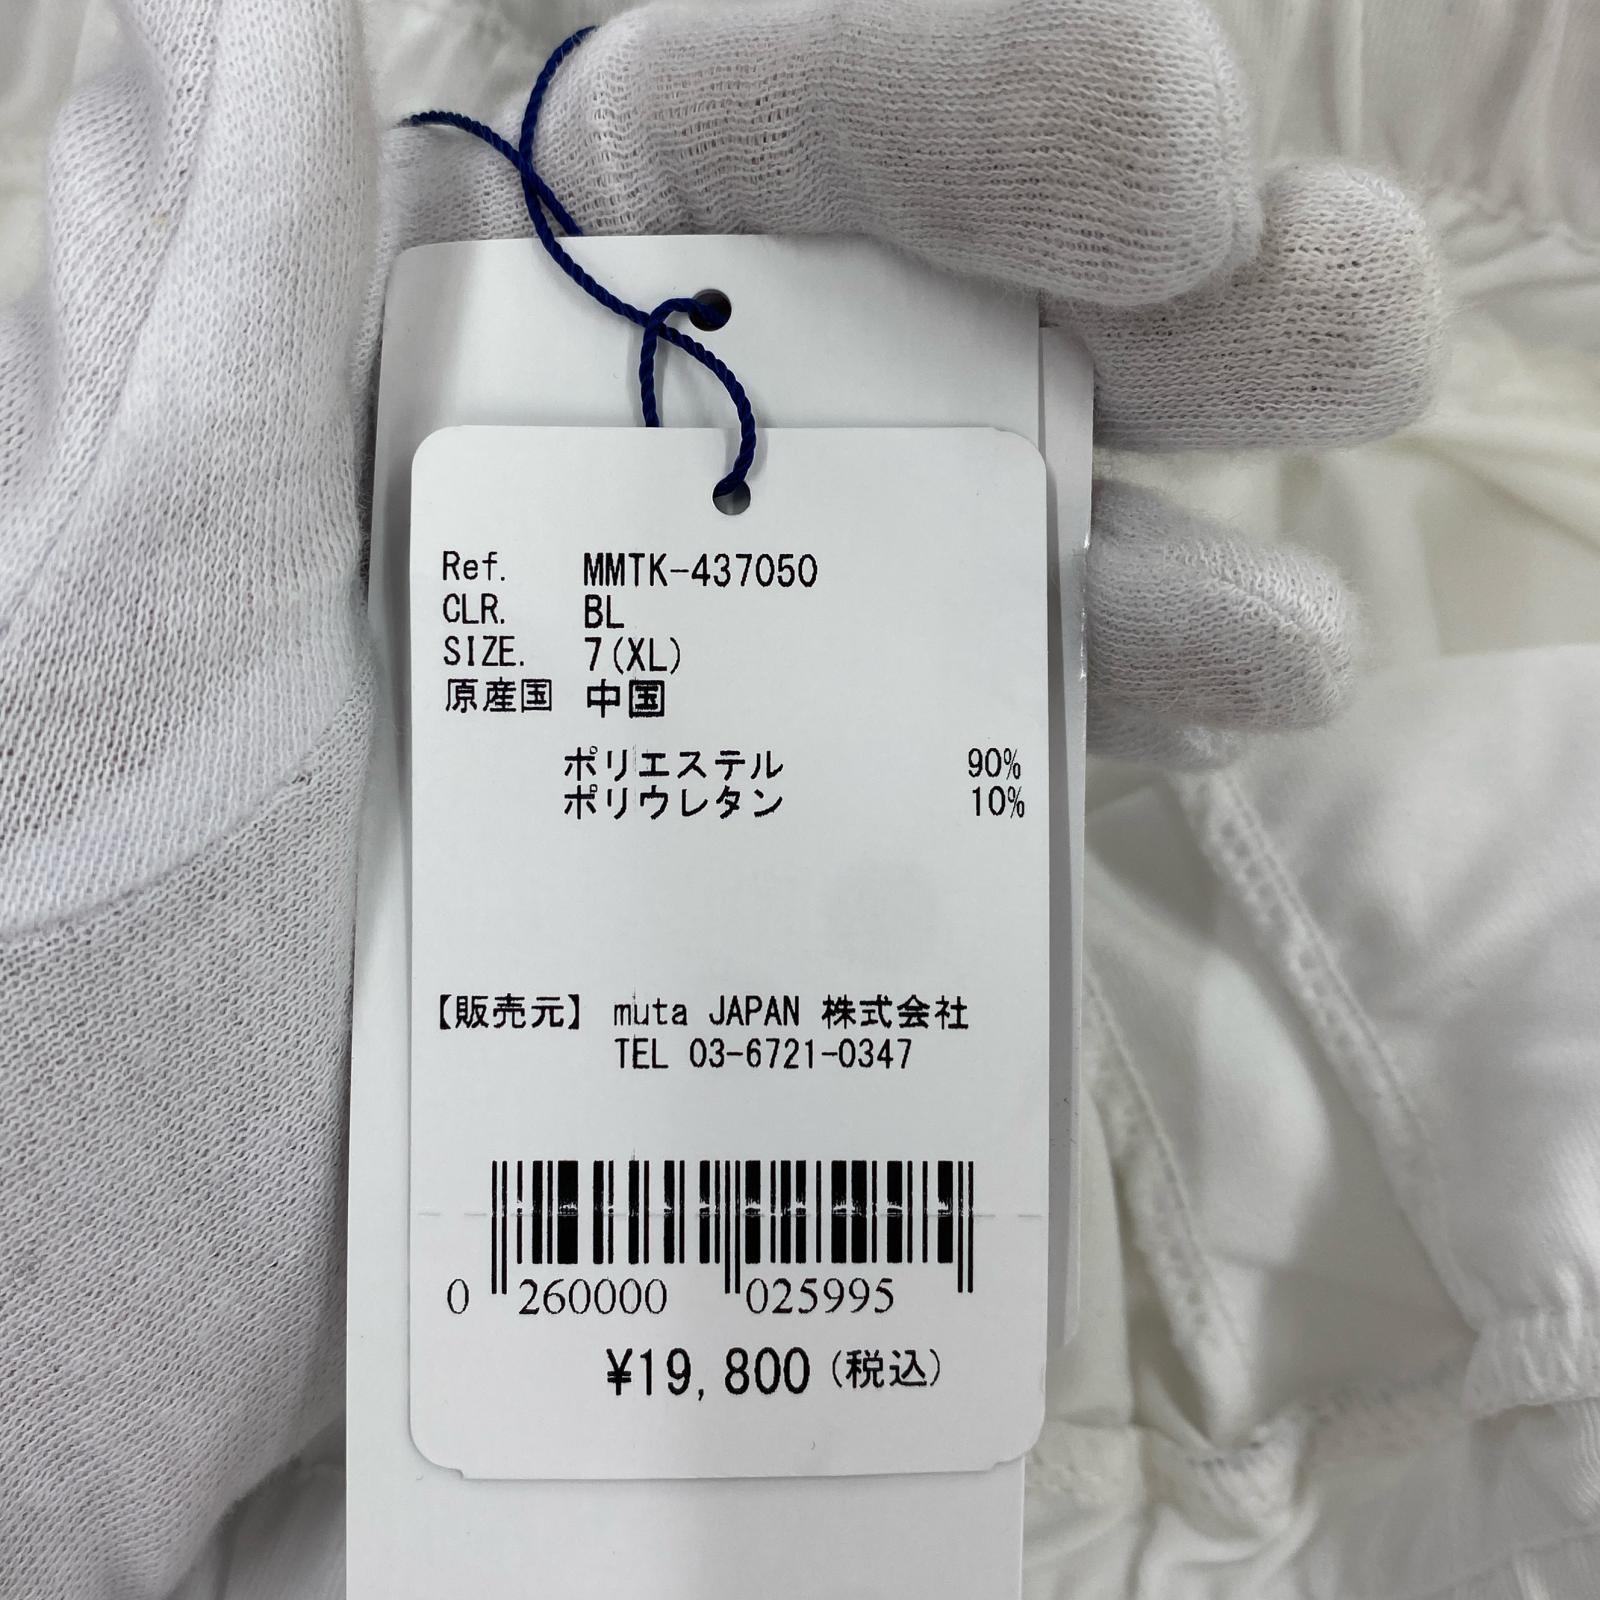 Ref. MMTK-437050
CLR. BL
SIZE. 7(XL)
原産国 中国
ポリエステル 90%
ポリウレタン 10%
【販売元】 muta JAPAN 株式会社
TEL 03-6721-0347
0 260000 025995
¥19,800(税込)